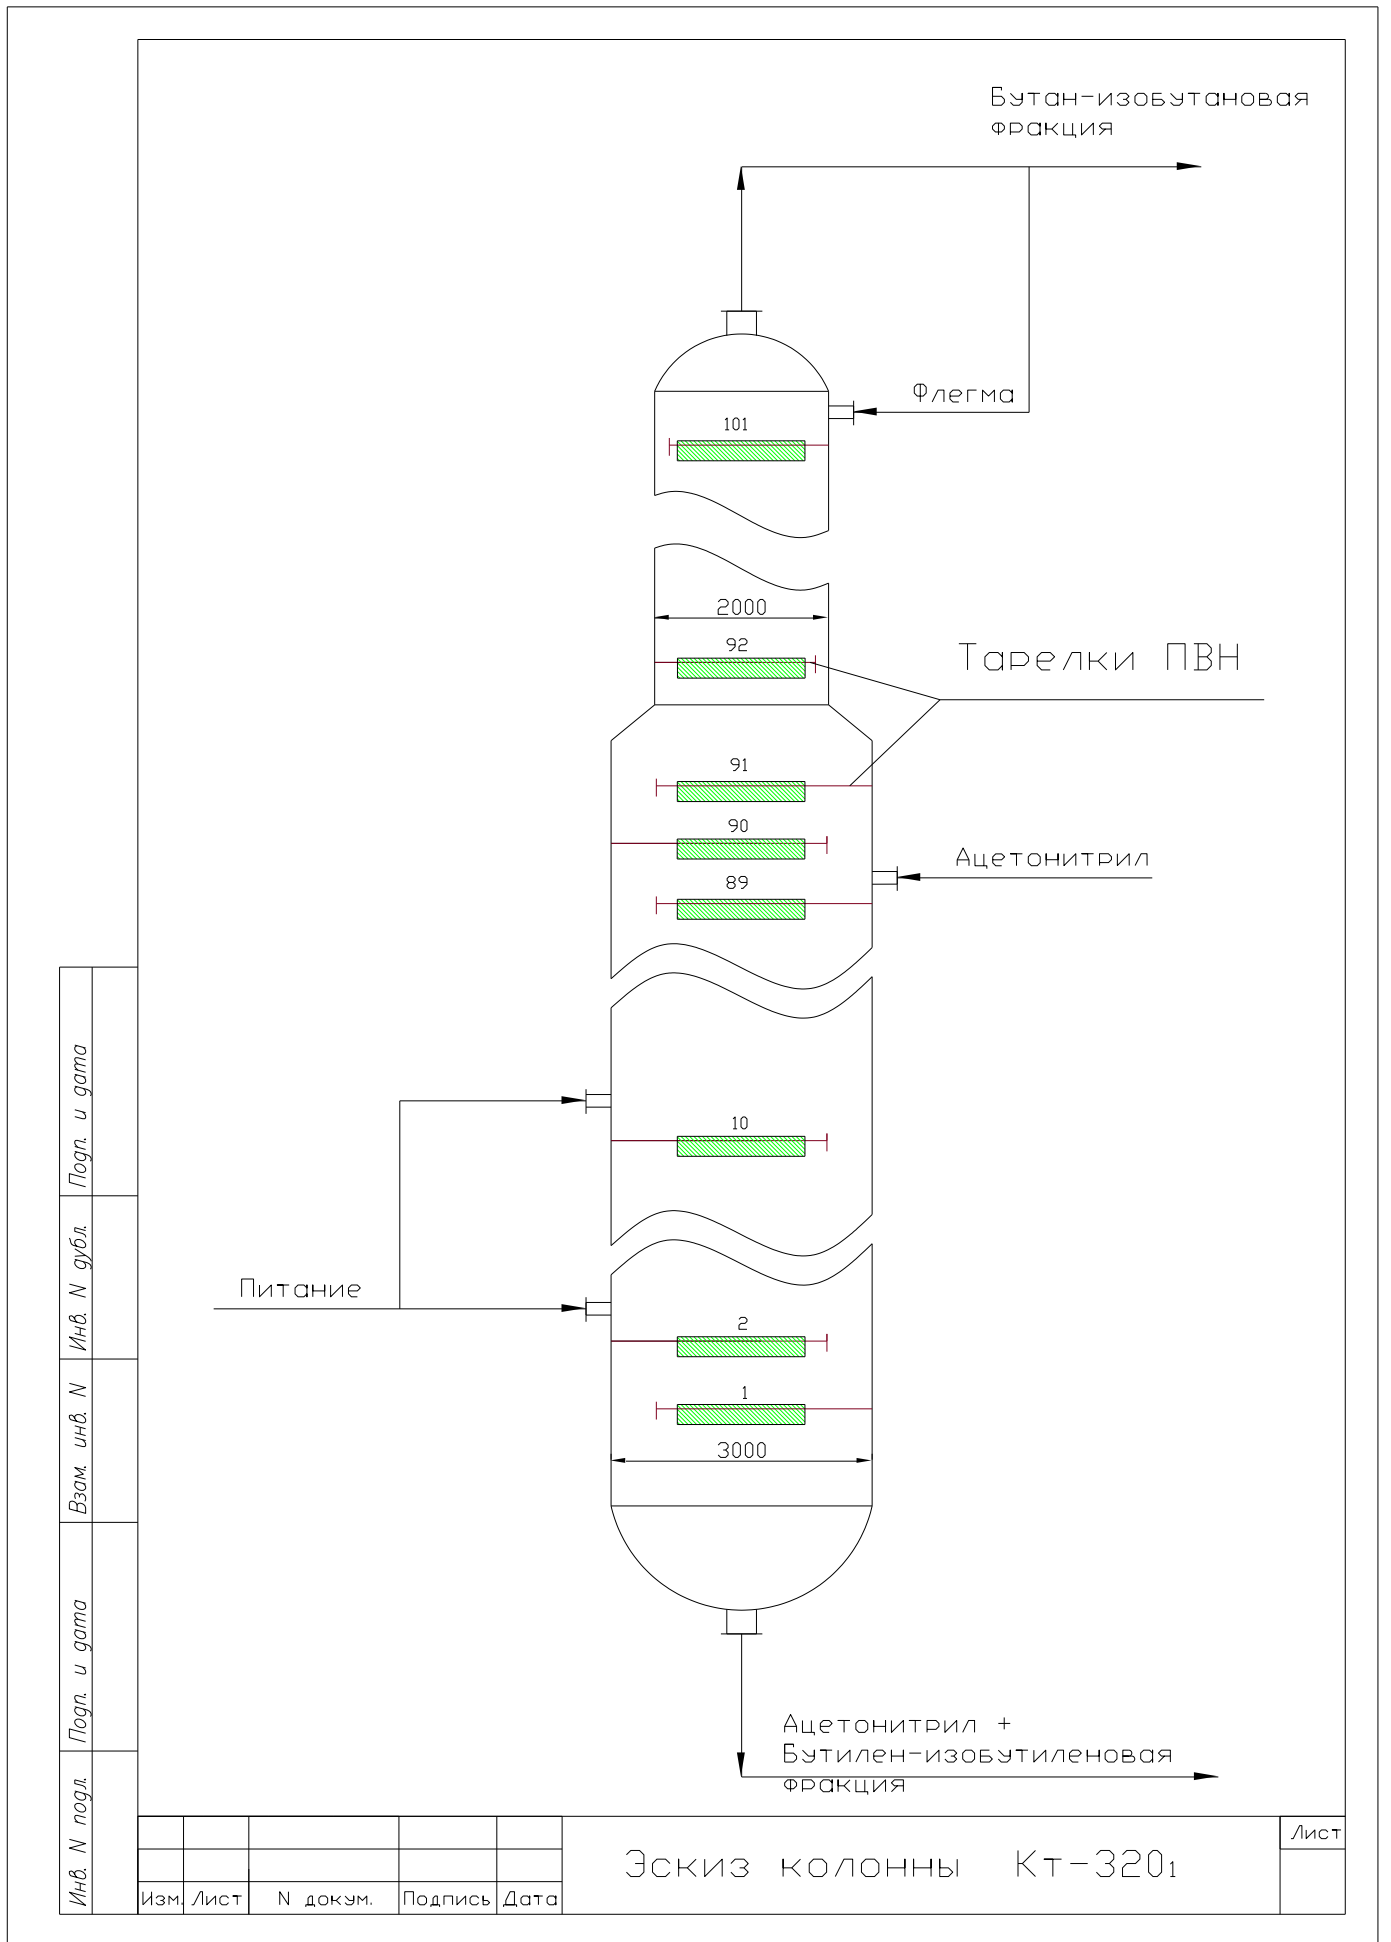 Бутан-изобутановая
фракция
Флегма
101
2000
92
Тарелки ПВН
91
90
Ацетонитрил
89
10
Питание
2
1
3000
Ацетонитрил +
Бутилен-изобутиленовая
фракция
Подп. и дата
Инв. N дубл.
Взам. инв. N
Подп. и дата
Инв. N подл.
Изм. Лист N докум. Подпись Дата
Эскиз колонны Кт-320₁
Лист